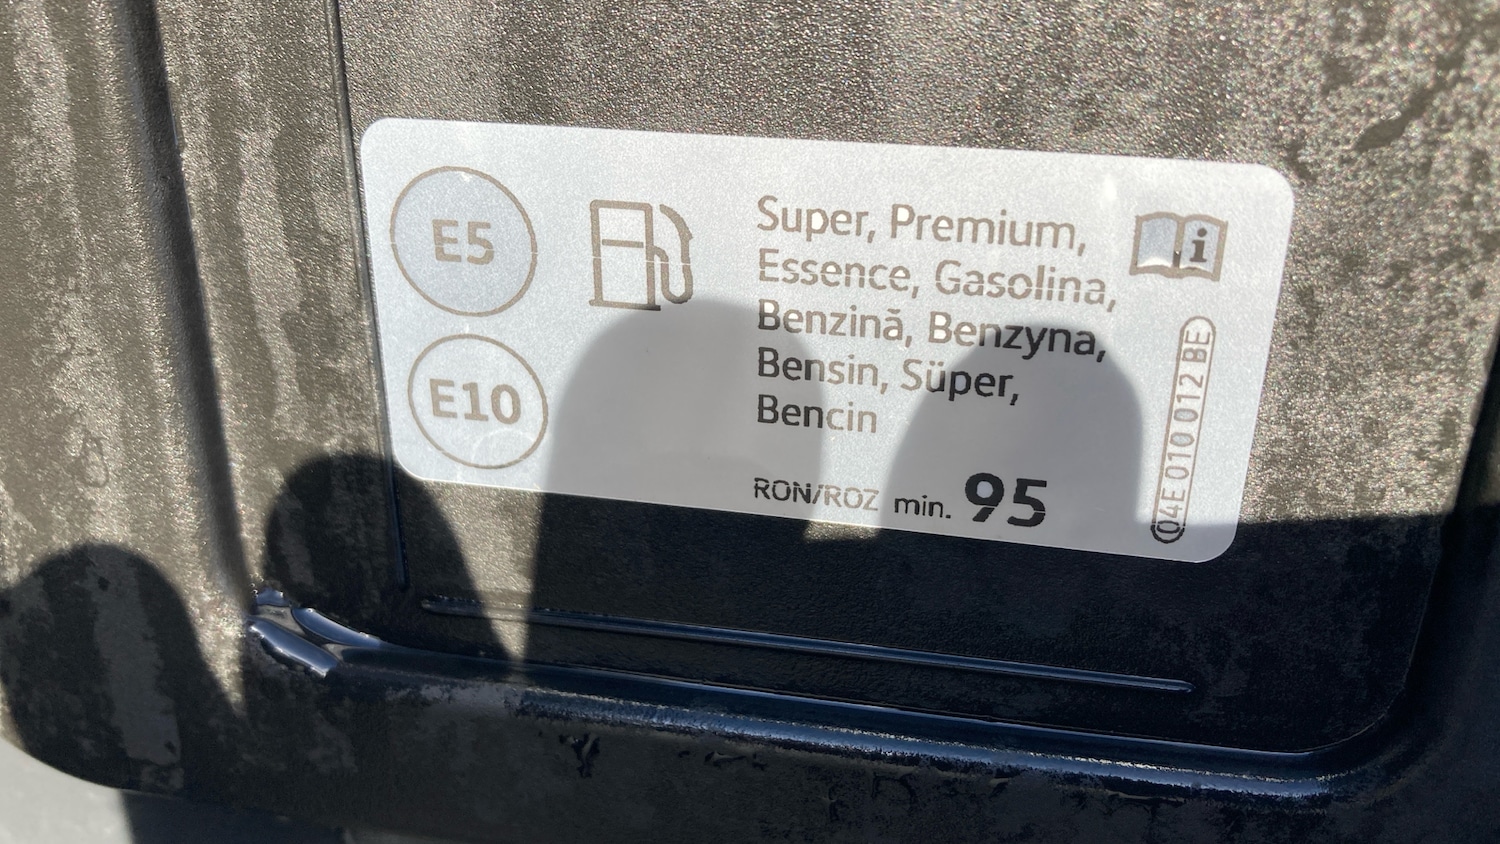 E5
E10
Super, Premium,
Essence, Gasolina,
Benzină, Benzyna,
Bensin, Süper,
Bencin
RON/ROZ min. 95
i
04E 010 012 BE